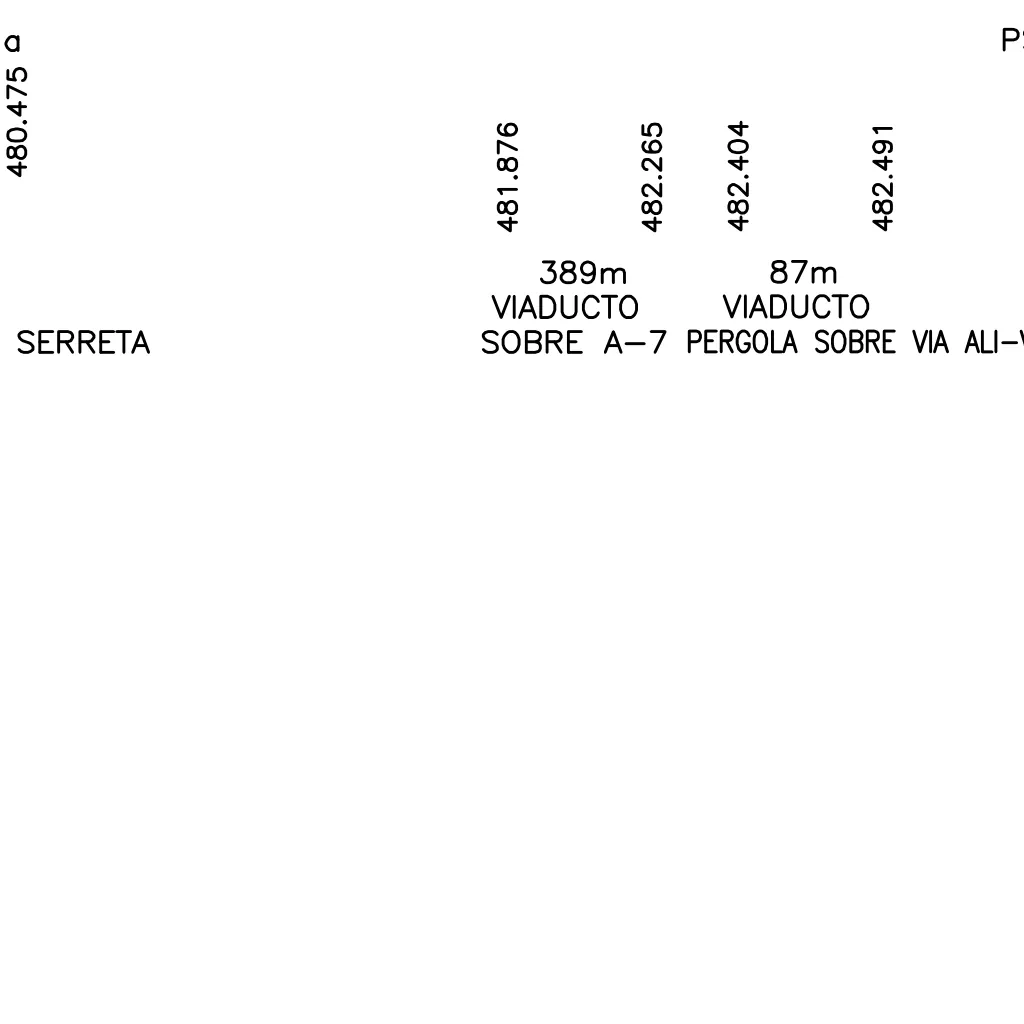 a
480.475
481.876
482.265
482.404
482.491
389m
87m
VIADUCTO
VIADUCTO
SERRETA
SOBRE A-7
PERGOLA SOBRE VIA